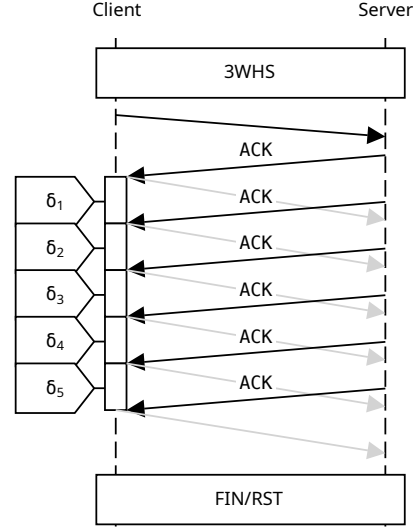 Client Server
3WHS
ACK
ACK
δ1
ACK
δ2
ACK
δ3
ACK
δ4
ACK
δ5
FIN/RST